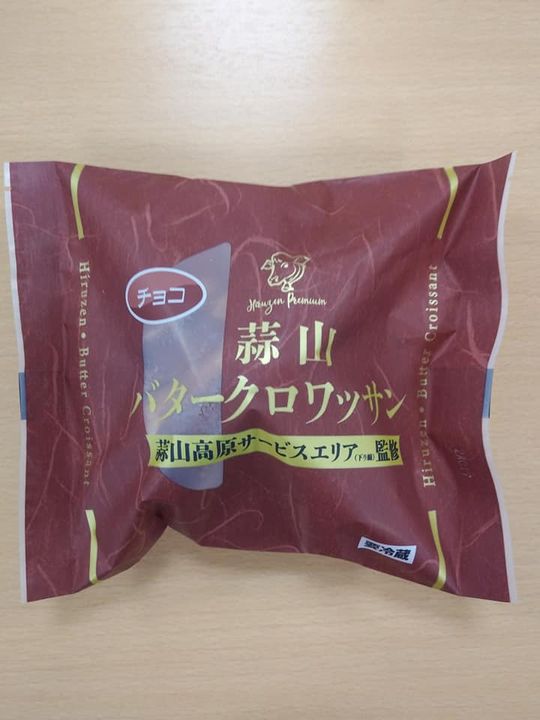 Hauzen Premium
チョコ
蒜山
バタークロワッサン
蒜山高原サービスエリア(下り線)監修
要冷蔵
Hiruzen • Butter Croissant
Hiruzen • Butter Croissant